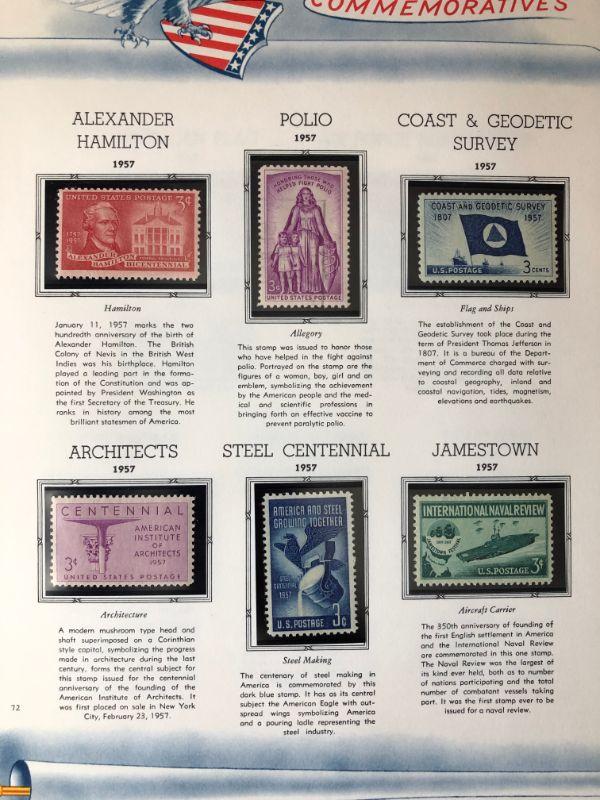 COMMEMORATIVES
ALEXANDER
HAMILTON
1957
UNITED STATES POSTAGE 3¢
1757
1957
ALEXANDER
HAMILTON
BICENTENNIAL
Hamilton
January 11, 1957 marks the two
hundredth anniversary of the birth of
Alexander Hamilton. The British
Colony of Nevis in the British West
Indies was his birthplace. Hamilton
played a leading part in the forma-
tion of the Constitution and was ap-
pointed by President Washington as
the first Secretary of the Treasury. He
ranks in history among the most
brilliant statesmen of America.
POLIO
1957
HONORING THOSE WHO
HELPED FIGHT POLIO
3¢
UNITED STATES POSTAGE
Allegory
This stamp was issued to honor those
who have helped in the fight against
polio. Portrayed on the stamp are the
figures of a woman, boy, girl and an
emblem, symbolizing the achievement
by the American people and the med-
ical and scientific professions in
bringing forth an effective vaccine to
prevent paralytic polio.
COAST & GEODETIC
SURVEY
1957
COAST AND GEODETIC SURVEY
1807 1957
U.S. POSTAGE 3 CENTS
Flag and Ships
The establishment of the Coast and
Geodetic Survey took place during the
term of President Thomas Jefferson in
1807. It is a bureau of the Depart-
ment of Commerce charged with sur-
veying and recording all data relative
to coastal geography, inland and
coastal navigation, tides, magnetism,
elevations and earthquakes.
ARCHITECTS
1957
CENTENNIAL
AMERICAN
INSTITUTE
OF
ARCHITECTS
1957
3¢
UNITED STATES POSTAGE
Architecture
A modern mushroom type head and
shaft superimposed on a Corinthian
style capital, symbolizing the progress
made in architecture during the last
century, forms the central subject for
this stamp issued for the centennial
anniversary of the founding of the
American Institute of Architects. It
was first placed on sale in New York
City, February 23, 1957.
STEEL CENTENNIAL
1957
AMERICA AND STEEL
GROWING TOGETHER
STEEL
CENTENNIAL
1957
3¢
U.S. POSTAGE
Steel Making
The centenary of steel making in
America is commemorated by this
dark blue stamp. It has as its central
subject the American Eagle with out-
spread wings symbolizing America
and a pouring ladle representing the
steel industry.
JAMESTOWN
1957
INTERNATIONAL NAVAL REVIEW
JAMESTOWN FESTIVAL
U.S. POSTAGE 3¢
Aircraft Carrier
The 350th anniversary of founding of
the first English settlement in America
and the International Naval Review
are commemorated in this one stamp.
The Naval Review was the largest of
its kind ever held, both as to number
of nations participating and the total
number of combatant vessels taking
part. It was the first stamp ever to be
issued for a naval review.
72